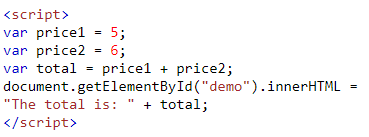 <script>
var price1 = 5;
var price2 = 6;
var total = price1 + price2;
document.getElementById("demo").innerHTML =
"The total is: " + total;
</script>